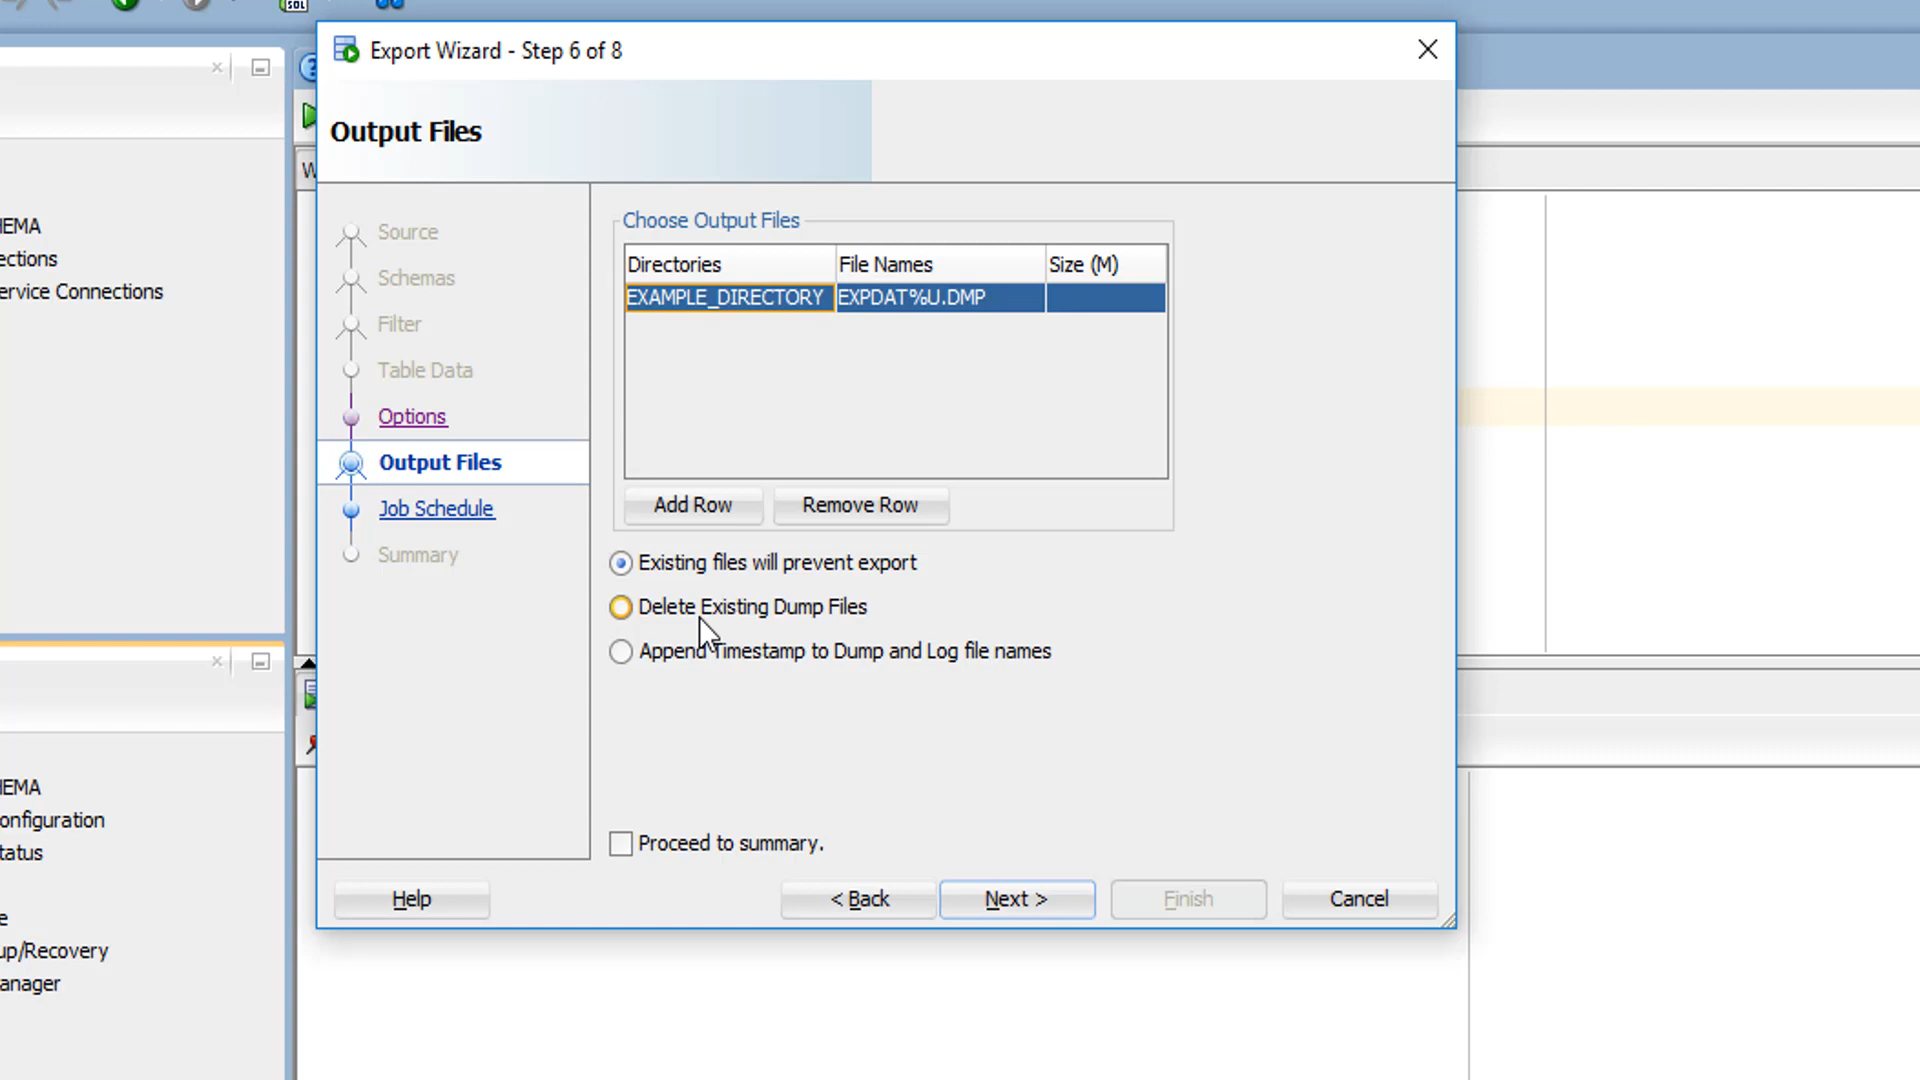 SQL
Export Wizard - Step 6 of 8
Output Files
W
HEMA
ections
ervice Connections
Source
Schemas
Filter
Table Data
Options
Output Files
Job Schedule
Summary
Choose Output Files
Directories File Names Size (M)
EXAMPLE_DIRECTORY EXPDAT%U.DMP
Add Row Remove Row
Existing files will prevent export
Delete Existing Dump Files
Append Timestamp to Dump and Log file names
HEMA
onfiguration
tatus
e
up/Recovery
anager
Proceed to summary.
Help < Back Next > Finish Cancel